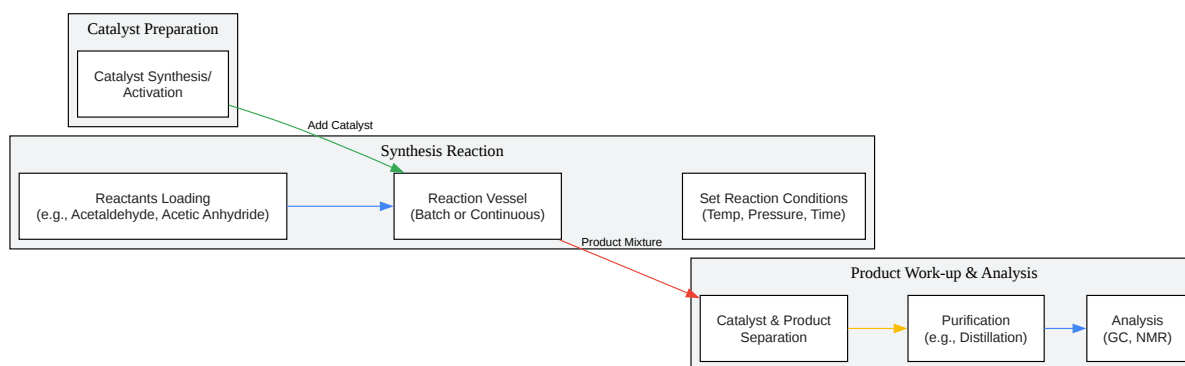 Catalyst Preparation
Catalyst Synthesis/
Activation
Add Catalyst
Synthesis Reaction
Reactants Loading
(e.g., Acetaldehyde, Acetic Anhydride)
Reaction Vessel
(Batch or Continuous)
Set Reaction Conditions
(Temp, Pressure, Time)
Product Mixture
Product Work-up & Analysis
Catalyst & Product
Separation
Purification
(e.g., Distillation)
Analysis
(GC, NMR)